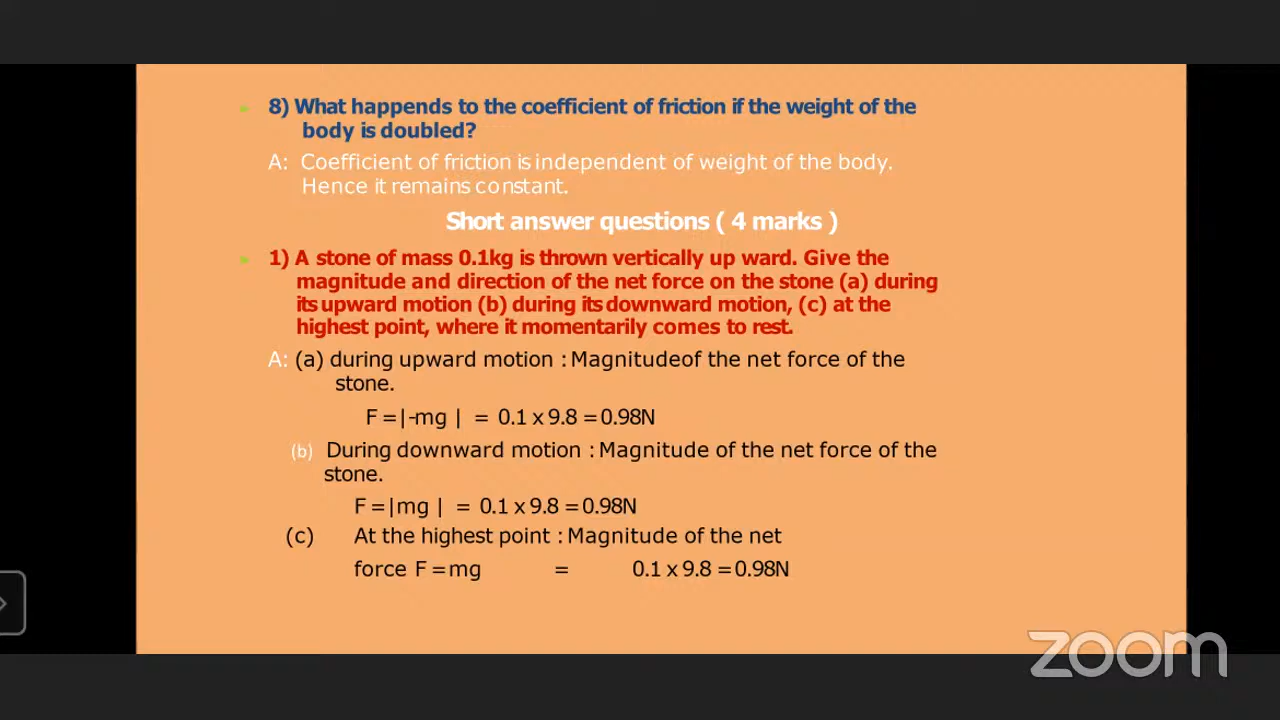 8) What happends to the coefficient of friction if the weight of the
body is doubled?
A: Coefficient of friction is independent of weight of the body.
Hence it remains constant.
Short answer questions ( 4 marks )
1) A stone of mass 0.1kg is thrown vertically up ward. Give the
magnitude and direction of the net force on the stone (a) during
its upward motion (b) during its downward motion, (c) at the
highest point, where it momentarily comes to rest.
A: (a) during upward motion : Magnitudeof the net force of the
stone.
F = |-mg | = 0.1 x 9.8 = 0.98N
(b) During downward motion : Magnitude of the net force of the
stone.
F = |mg | = 0.1 x 9.8 = 0.98N
(c) At the highest point : Magnitude of the net
force F = mg = 0.1 x 9.8 = 0.98N
zoom